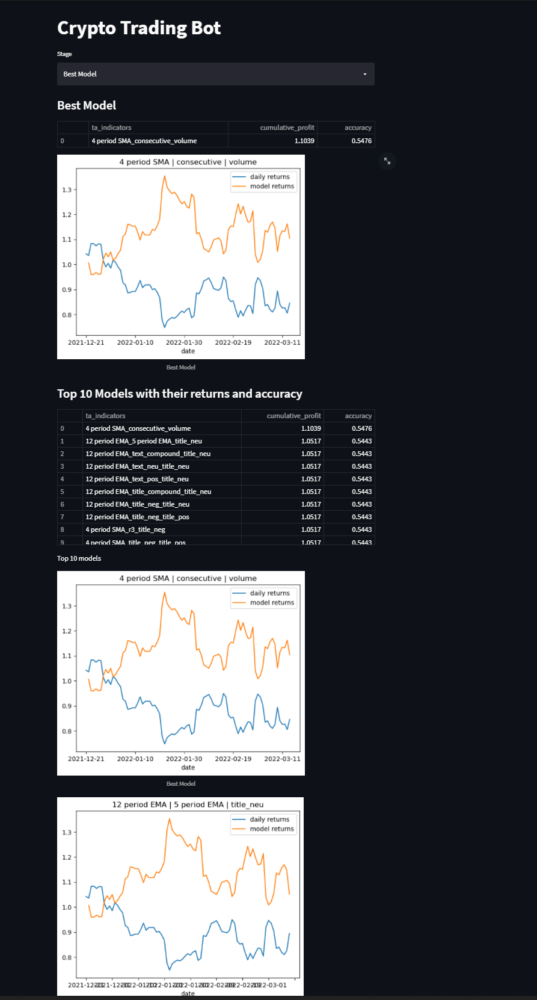 Crypto Trading Bot
Stage
Best Model
Best Model
ta_indicators cumulative_profit accuracy
0 4 period SMA_consecutive_volume 1.1039 0.5476
4 period SMA | consecutive | volume
daily returns
model returns
1.3
1.2
1.1
1.0
0.9
0.8
2021-12-21 2022-01-10 2022-01-30 2022-02-19 2022-03-11
date
Best Model
Top 10 Models with their returns and accuracy
ta_indicators cumulative_profit accuracy
0 4 period SMA_consecutive_volume 1.1039 0.5476
1 12 period EMA_5 period EMA_title_neu 1.0517 0.5443
2 12 period EMA_text_compound_title_neu 1.0517 0.5443
3 12 period EMA_text_neu_title_neu 1.0517 0.5443
4 12 period EMA_text_pos_title_neu 1.0517 0.5443
5 12 period EMA_title_compound_title_neu 1.0517 0.5443
6 12 period EMA_title_neg_title_neu 1.0517 0.5443
7 12 period EMA_title_neg_title_pos 1.0517 0.5443
8 4 period SMA_r3_title_neg 1.0517 0.5443
9 4 period SMA_title_neg_title_pos 1.0517 0.5443
Top 10 models
4 period SMA | consecutive | volume
daily returns
model returns
1.3
1.2
1.1
1.0
0.9
0.8
2021-12-21 2022-01-10 2022-01-30 2022-02-19 2022-03-11
date
Best Model
12 period EMA | 5 period EMA | title_neu
daily returns
model returns
1.3
1.2
1.1
1.0
0.9
0.8
date